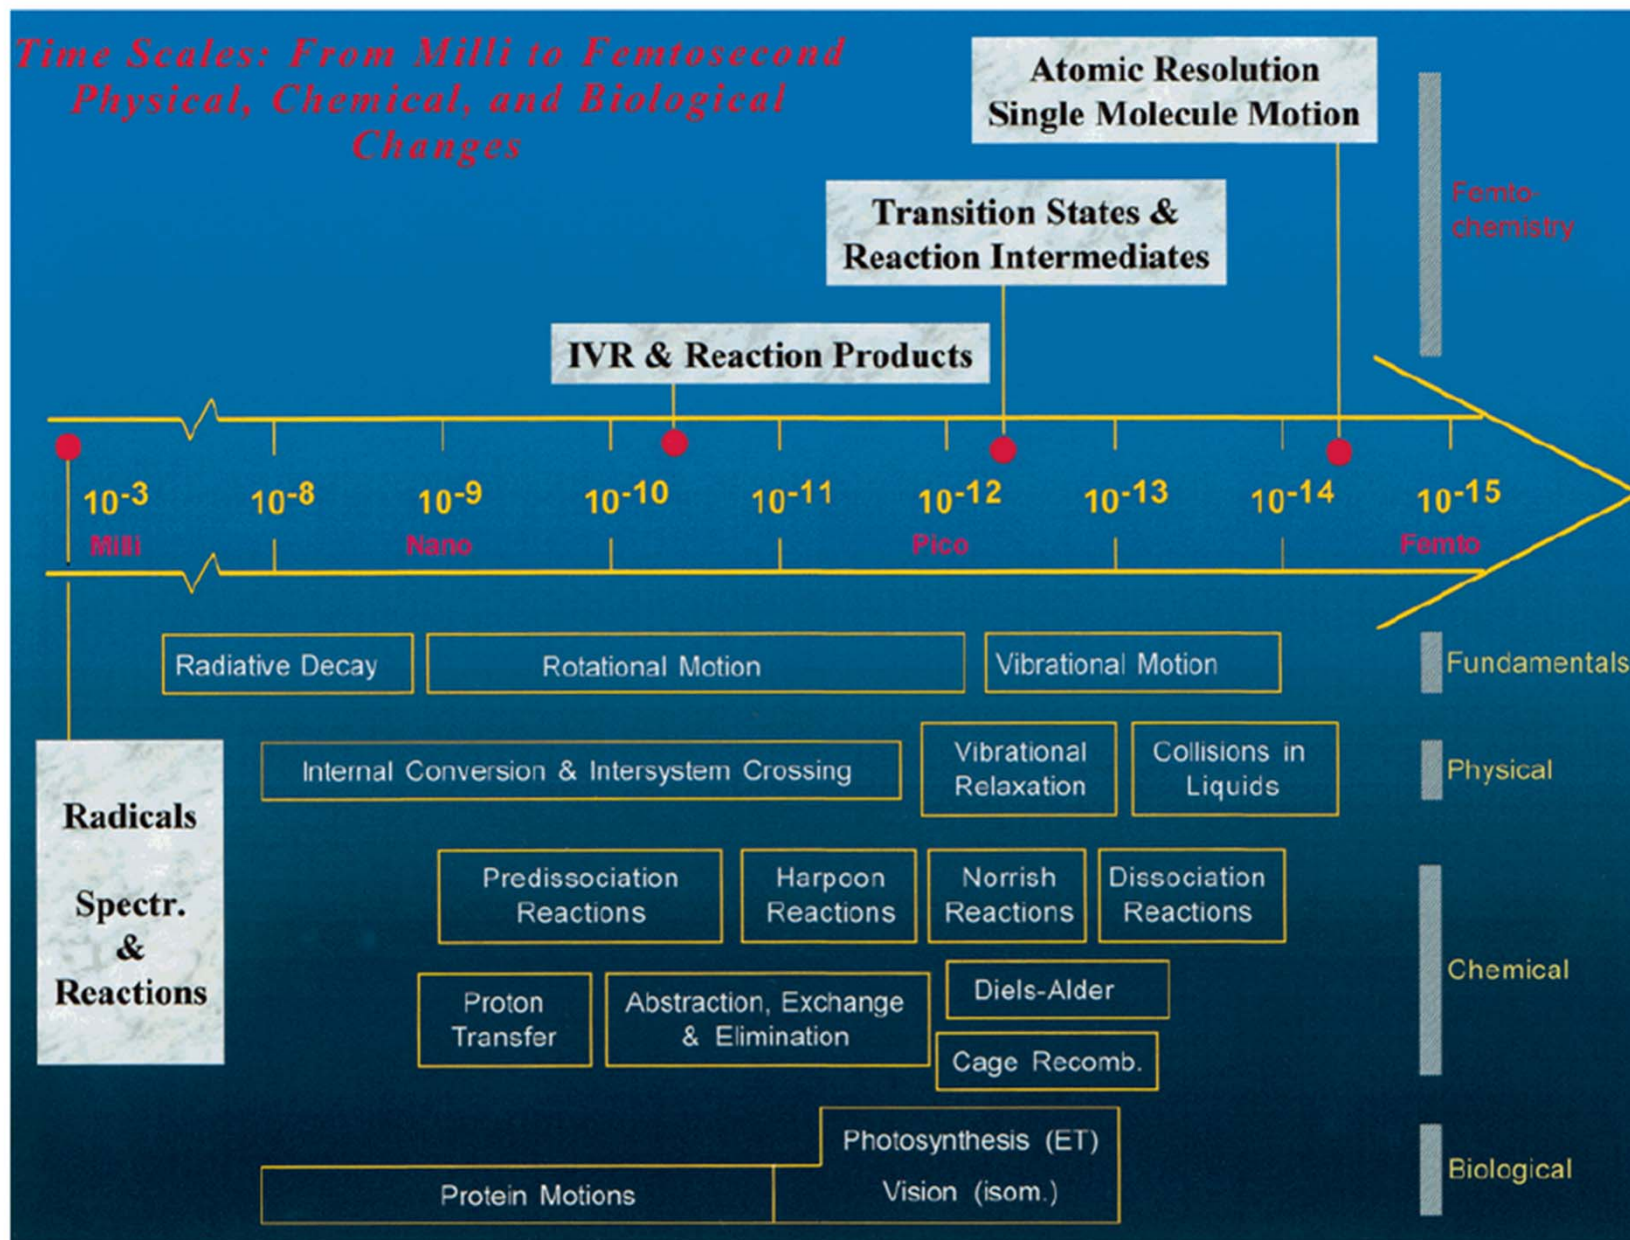 Time Scales: From Milli to Femtosecond
Physical, Chemical, and Biological
Changes
Atomic Resolution
Single Molecule Motion
Femto-
chemistry
Transition States &
Reaction Intermediates
IVR & Reaction Products
10-3 10-8 10-9 10-10 10-11 10-12 10-13 10-14 10-15
Milli Nano Pico Femto
Radiative Decay Rotational Motion Vibrational Motion Fundamentals
Internal Conversion & Intersystem Crossing
Vibrational
Relaxation
Collisions in
Liquids
Physical
Radicals
Spectr.
&
Reactions
Predissociation
Reactions
Harpoon
Reactions
Norrish
Reactions
Dissociation
Reactions
Proton
Transfer
Abstraction, Exchange
& Elimination
Diels-Alder
Cage Recomb.
Chemical
Photosynthesis (ET)
Vision (isom.)
Protein Motions
Biological